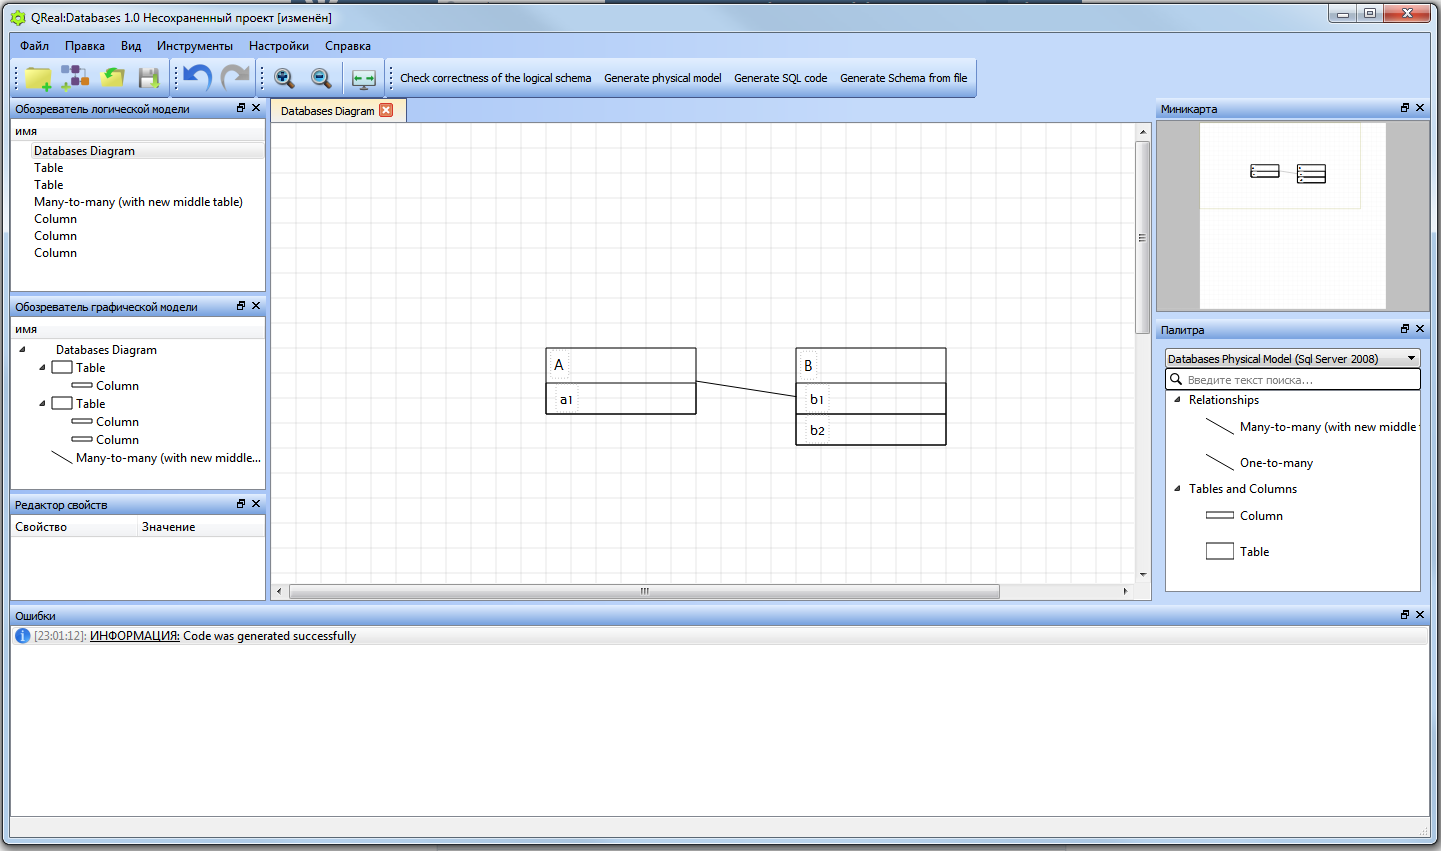 QReal:Databases 1.0 Несохраненный проект [изменён]
Файл Правка Вид Инструменты Настройки Справка
Check correctness of the logical schema Generate physical model Generate SQL code Generate Schema from file
Обозреватель логической модели
имя
Databases Diagram
Table
Table
Many-to-many (with new middle table)
Column
Column
Column
Обозреватель графической модели
имя
Databases Diagram
Table
Column
Table
Column
Column
Many-to-many (with new middle...
Редактор свойств
Свойство Значение
Databases Diagram
A
a1
B
b1
b2
Миникарта
Палитра
Databases Physical Model (Sql Server 2008)
Введите текст поиска...
Relationships
Many-to-many (with new middle
One-to-many
Tables and Columns
Column
Table
Ошибки
[23:01:12]: ИНФОРМАЦИЯ: Code was generated successfully